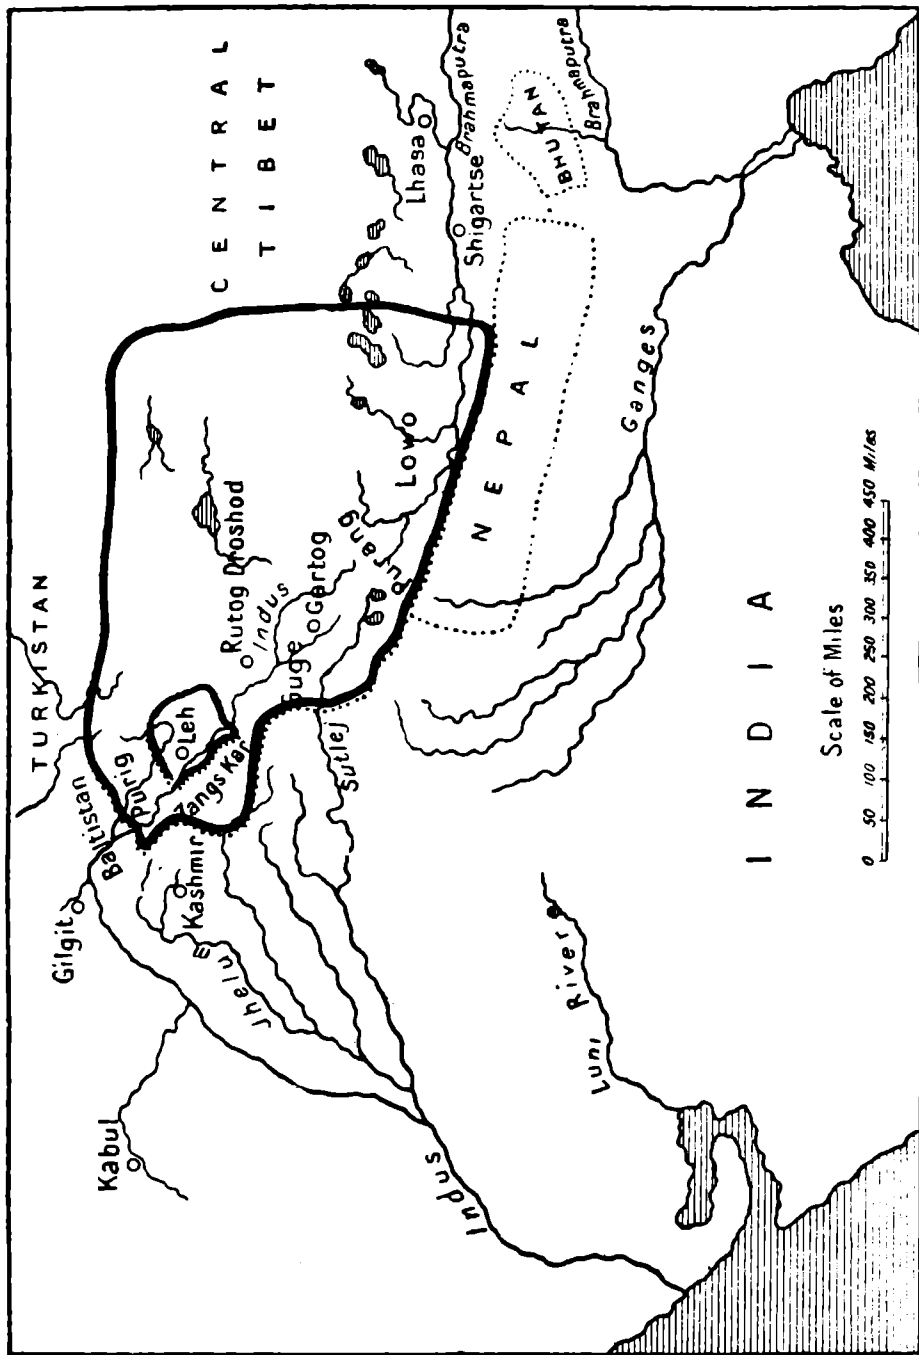 TURKISTAN
CENTRAL
TIBET
Gilgit
Baltistan
Purig
Leh
Zangs Kar
Rutog
Droshod
Indus
Gartog
Purang
Lowo
Lhasa
Shigartse
Brahmaputra
BHUTAN
Brahmaputra
NEPAL
Kabul
Kashmir
Jhelum
Sutlej
Indus
Ganges
Luni River
INDIA
Scale of Miles
0 50 100 150 200 250 300 350 400 450 Miles